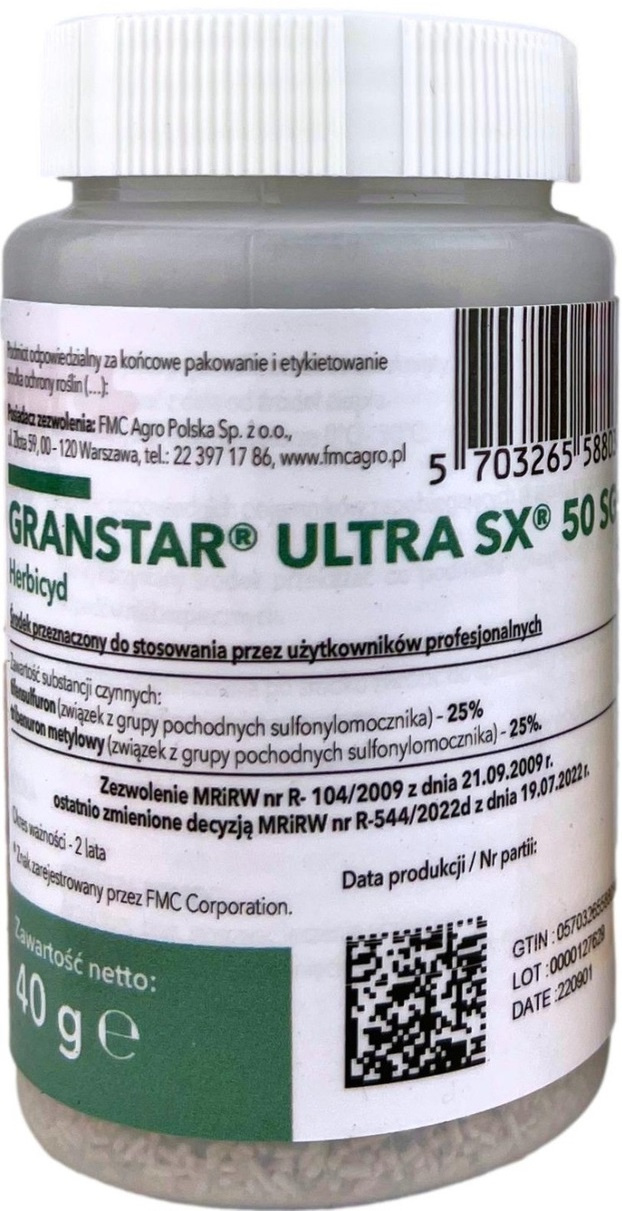 Podmiot odpowiedzialny za końcowe pakowanie i etykietowanie
środka ochrony roślin (...):
Posiadacz zezwolenia: FMC Agro Polska Sp. z o.o.,
ul. Złota 59, 00-120 Warszawa, tel.: 22 397 17 86, www.fmcagro.pl
5 703265 5880
GRANSTAR® ULTRA SX® 50 SG
Herbicyd
Środek przeznaczony do stosowania przez użytkowników profesjonalnych
Zawartość substancji czynnych:
(związek z grupy pochodnych sulfonylomocznika) - 25%
tribenuron metylowy (związek z grupy pochodnych sulfonylomocznika) - 25%.
Zezwolenie MRiRW nr R- 104/2009 z dnia 21.09.2009 r.
ostatnio zmienione decyzją MRiRW nr R-544/2022d z dnia 19.07.2022 r.
Okres ważności - 2 lata
* Znak zarejestrowany przez FMC Corporation.
Data produkcji / Nr partii:
Zawartość netto:
40 g e
GTIN :
LOT :0000127628
DATE :220901